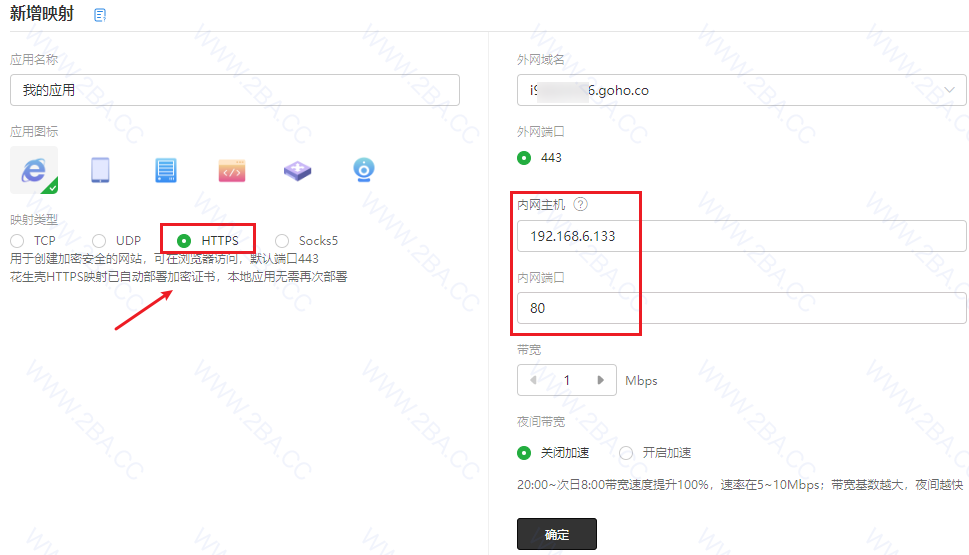 新增映射
应用名称
我的应用
应用图标
映射类型
TCP UDP HTTPS Socks5
用于创建加密安全的网站，可在浏览器访问，默认端口443
花生壳HTTPS映射已自动部署加密证书，本地应用无需再次部署
外网域名
i9 6.goho.co
外网端口
443
内网主机 ?
192.168.6.133
内网端口
80
带宽
1 Mbps
夜间带宽
关闭加速 开启加速
20:00~次日8:00带宽速度提升100%，速率在5~10Mbps；带宽基数越大，夜间越快
确定
WWW.2BA.CC